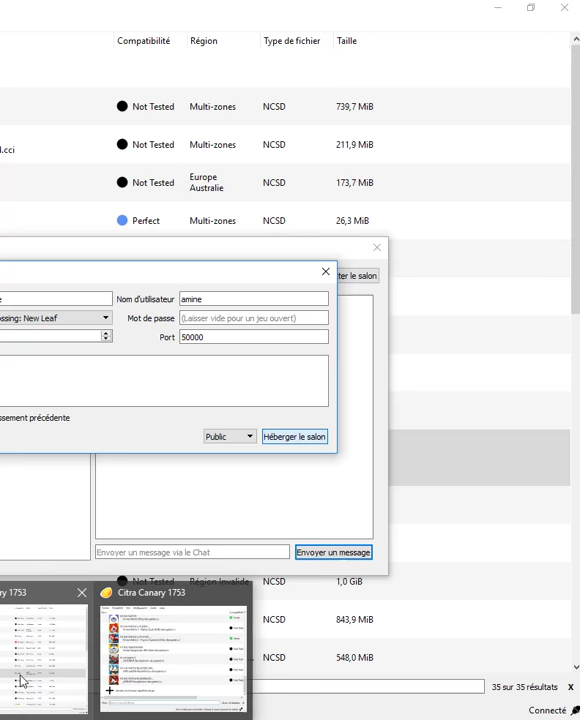 Compatibilité Région Type de fichier Taille
Not Tested Multi-zones NCSD 739,7 MiB
.cci
Not Tested Multi-zones NCSD 211,9 MiB
Not Tested Europe Australie NCSD 173,7 MiB
Perfect Multi-zones NCSD 26,3 MiB
ter le salon
e Nom d'utilisateur amine
ossing: New Leaf Mot de passe (Laisser vide pour un jeu ouvert)
Port 50000
ssement précédente
Public Héberger le salon
Envoyer un message via le Chat Envoyer un message
Not Tested Région Invalide NCSD 1,0 GiB
ry 1753 Citra Canary 1753
NCSD 843,9 MiB
NCSD 548,0 MiB
35 sur 35 résultats X
Connecté